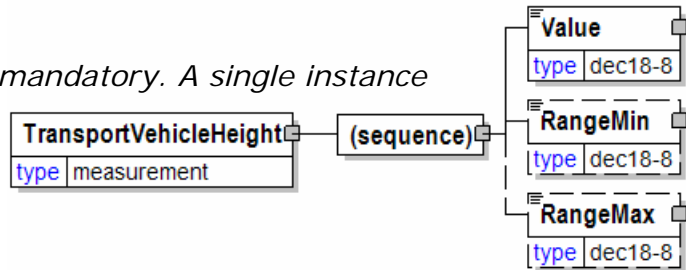 Value
type dec18-8
mandatory. A single instance
RangeMin
TransportVehicleHeight
(sequence)
type measurement
type dec18-8
RangeMax
type dec18-8